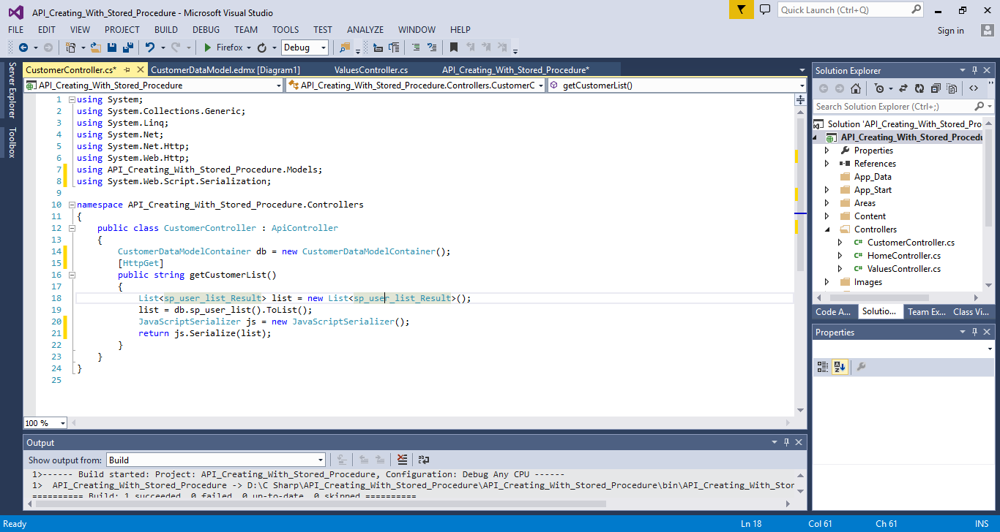 API_Creating_With_Stored_Procedure - Microsoft Visual Studio
Quick Launch (Ctrl+Q)
FILE EDIT VIEW PROJECT BUILD DEBUG TEAM TOOLS TEST ANALYZE WINDOW HELP
Sign in
Firefox Debug
Server Explorer
Toolbox
CustomerController.cs* CustomerDataModel.edmx [Diagram1] ValuesController.cs API_Creating_With_Stored_Procedure*
API_Creating_With_Stored_Procedure API_Creating_With_Stored_Procedure.Controllers.CustomerC getCustomerList()
1 using System;
2 using System.Collections.Generic;
3 using System.Linq;
4 using System.Net;
5 using System.Net.Http;
6 using System.Web.Http;
7 using API_Creating_With_Stored_Procedure.Models;
8 using System.Web.Script.Serialization;
9
10 namespace API_Creating_With_Stored_Procedure.Controllers
11 {
12 public class CustomerController : ApiController
13 {
14 CustomerDataModelContainer db = new CustomerDataModelContainer();
15 [HttpGet]
16 public string getCustomerList()
17 {
18 List<sp_user_list_Result> list = new List<sp_user_list_Result>();
19 list = db.sp_user_list().ToList();
20 JavaScriptSerializer js = new JavaScriptSerializer();
21 return js.Serialize(list);
22 }
23 }
24 }
25
100 %
Output
Show output from: Build
1>------ Build started: Project: API_Creating_With_Stored_Procedure, Configuration: Debug Any CPU ------
1> API_Creating_With_Stored_Procedure -> D:\C Sharp\API_Creating_With_Stored_Procedure\API_Creating_With_Stored_Procedure\bin\API_Creating_With_Stor
========== Build: 1 succeeded, 0 failed, 0 up-to-date, 0 skipped ==========
Solution Explorer
Search Solution Explorer (Ctrl+;)
Solution 'API_Creating_With_Stored_Pro
API_Creating_With_Stored_Procedu
Properties
References
App_Data
App_Start
Areas
Content
Controllers
C# CustomerController.cs
C# HomeController.cs
C# ValuesController.cs
Images
Code A... Solutio... Team Ex... Class Vi...
Properties
Ready Ln 18 Col 61 Ch 61 INS